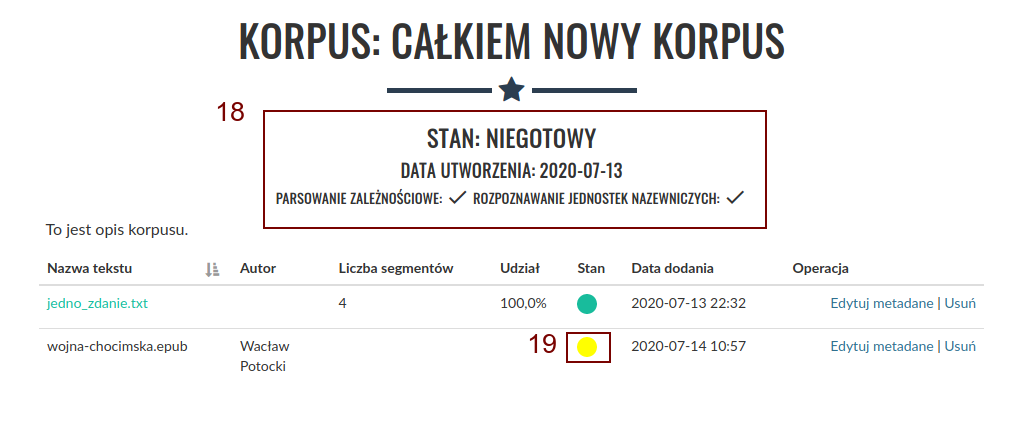 KORPUS: CAŁKIEM NOWY KORPUS
18
STAN: NIEGOTOWY
DATA UTWORZENIA: 2020-07-13
PARSOWANIE ZALEŻNOŚCIOWE: ROZPOZNAWANIE JEDNOSTEK NAZEWNICZYCH:
To jest opis korpusu.
Nazwa tekstu Autor Liczba segmentów Udział Stan Data dodania Operacja
jedno_zdanie.txt 4 100,0% 2020-07-13 22:32 Edytuj metadane | Usuń
wojna-chocimska.epub Wacław Potocki 19 2020-07-14 10:57 Edytuj metadane | Usuń